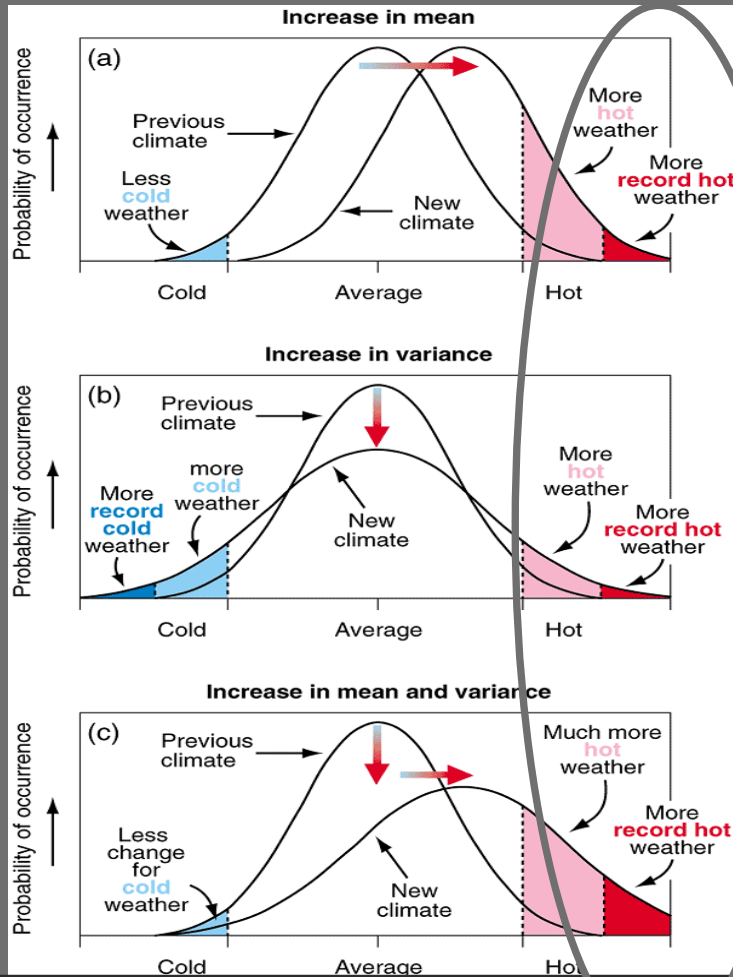 Increase in mean
(a)
Probability of occurrence
Previous
climate
Less
cold
weather
New
climate
More
hot
weather
More
record hot
weather
Cold
Average
Hot
Increase in variance
(b)
Probability of occurrence
Previous
climate
more
cold
weather
More
record
cold
weather
New
climate
More
hot
weather
More
record hot
weather
Cold
Average
Hot
Increase in mean and variance
(c)
Probability of occurrence
Previous
climate
Less
change
for
cold
weather
New
climate
Much more
hot
weather
More
record hot
weather
Cold
Average
Hot